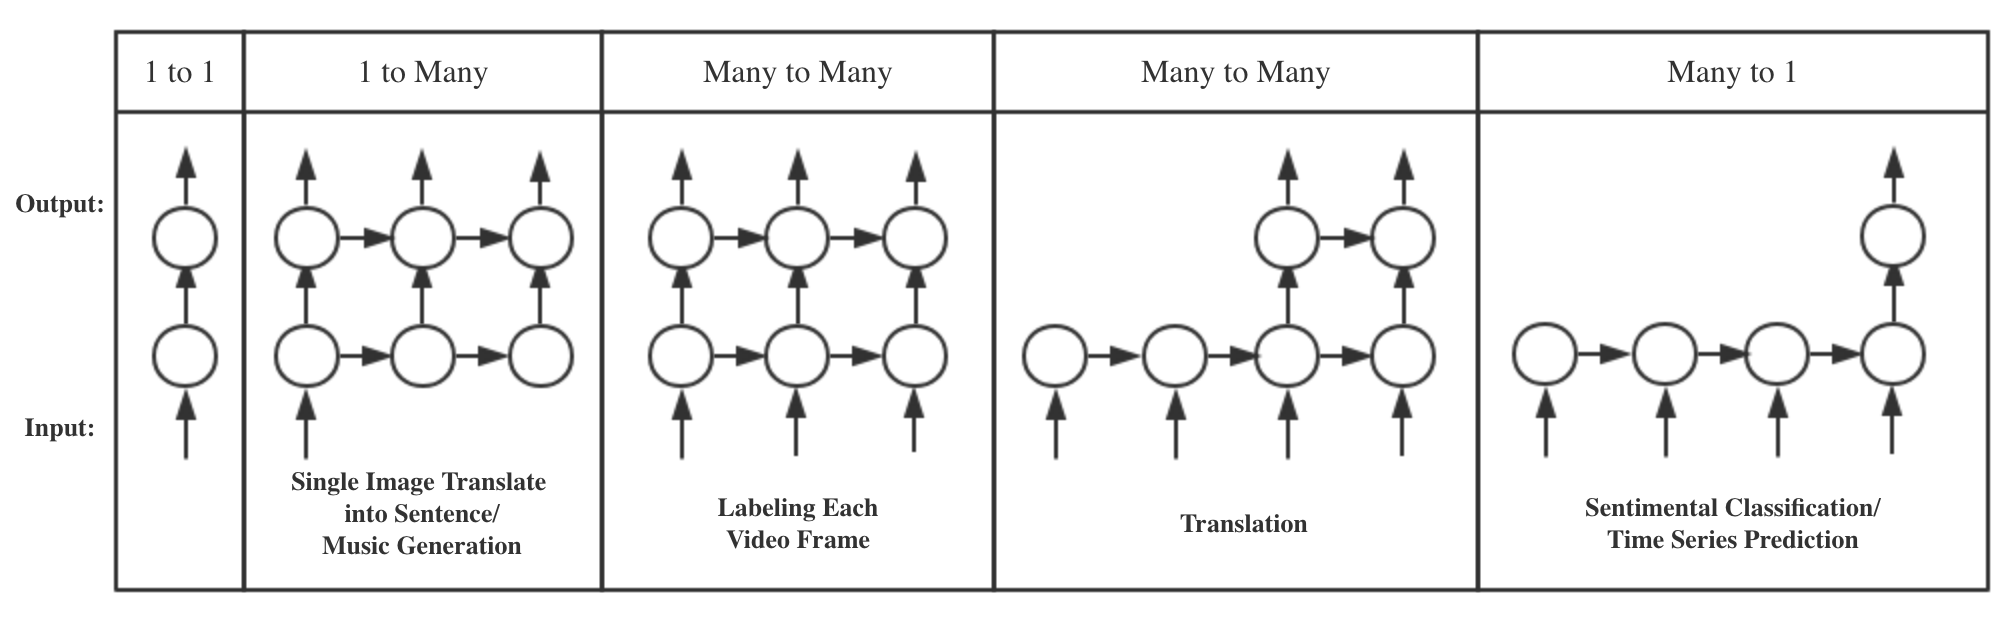 1 to 1
1 to Many
Many to Many
Many to Many
Many to 1
Output:
Input:
Single Image Translate
into Sentence/
Music Generation
Labeling Each
Video Frame
Translation
Sentimental Classification/
Time Series Prediction